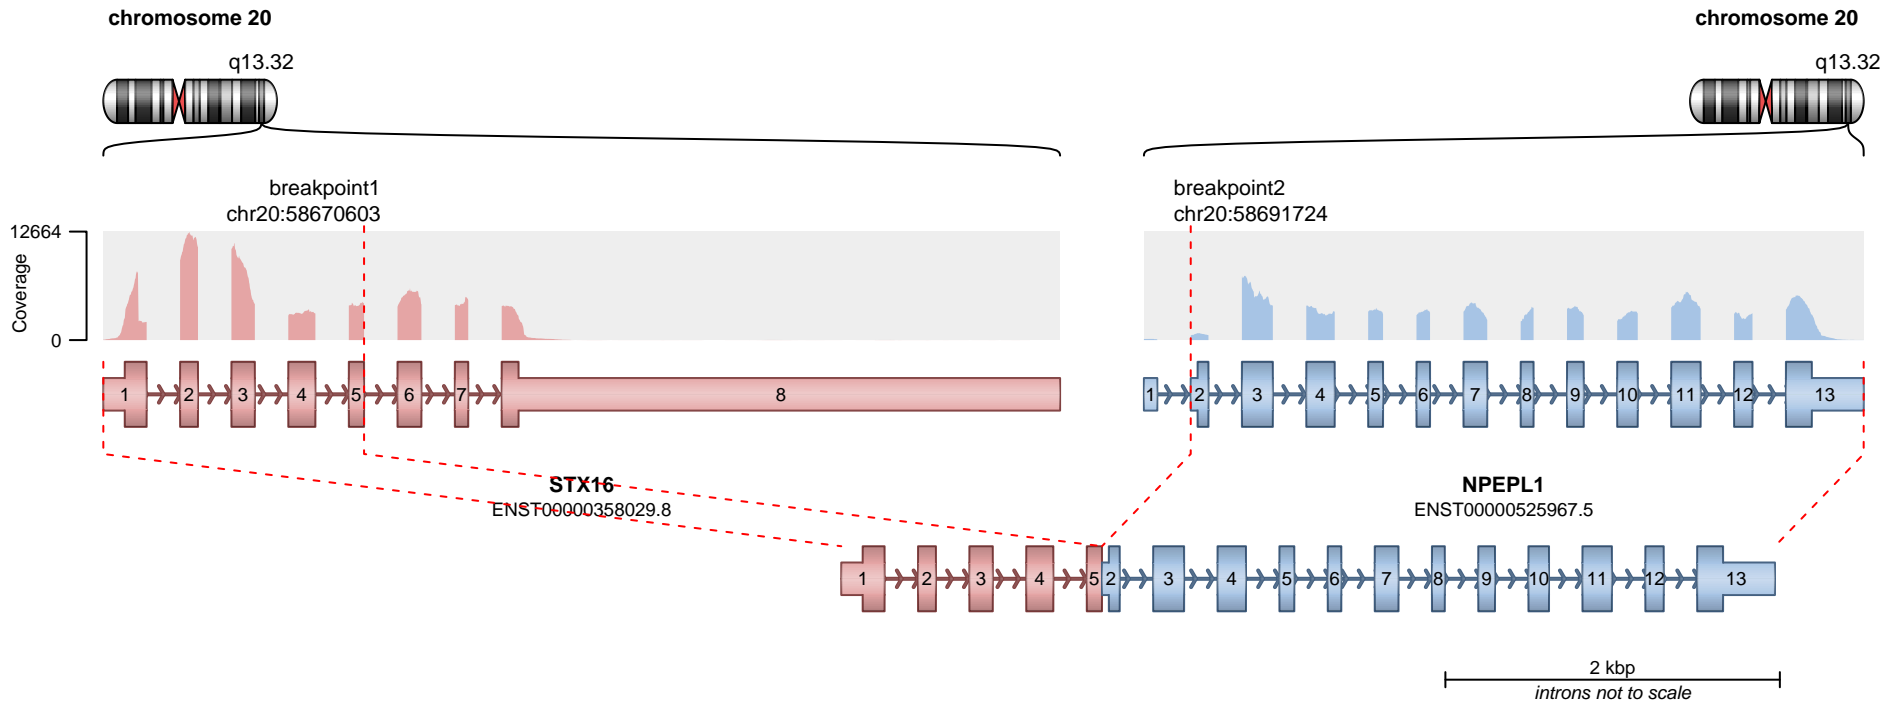 chromosome 20
chromosome 20
q13.32
q13.32
breakpoint1
chr20:58670603
breakpoint2
chr20:58691724
12664
Coverage
0
1 2 3 4 5 6 7 8
1 2 3 4 5 6 7 8 9 10 11 12 13
STX16
ENST00000358029.8
NPEPL1
ENST00000525967.5
1 2 3 4 5 2 3 4 5 6 7 8 9 10 11 12 13
2 kbp
introns not to scale